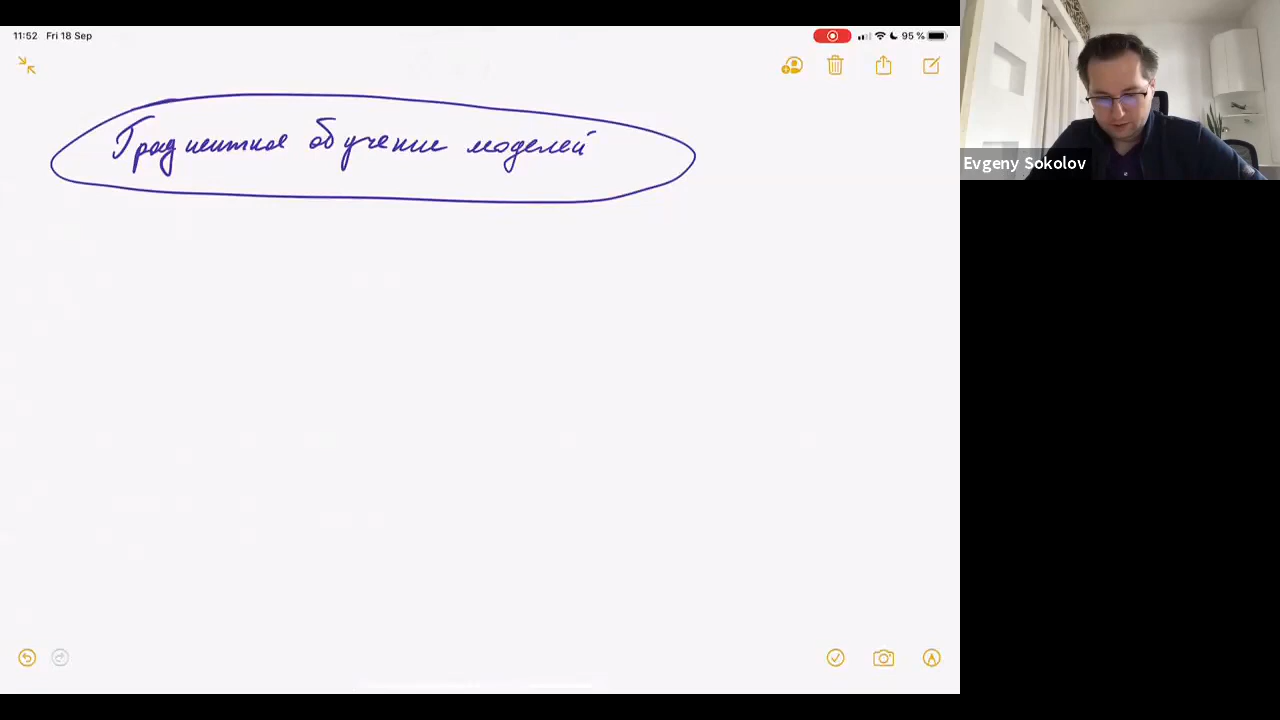 11:52 Fri 18 Sep 95 %
Градиентное обучение моделей
Evgeny Sokolov